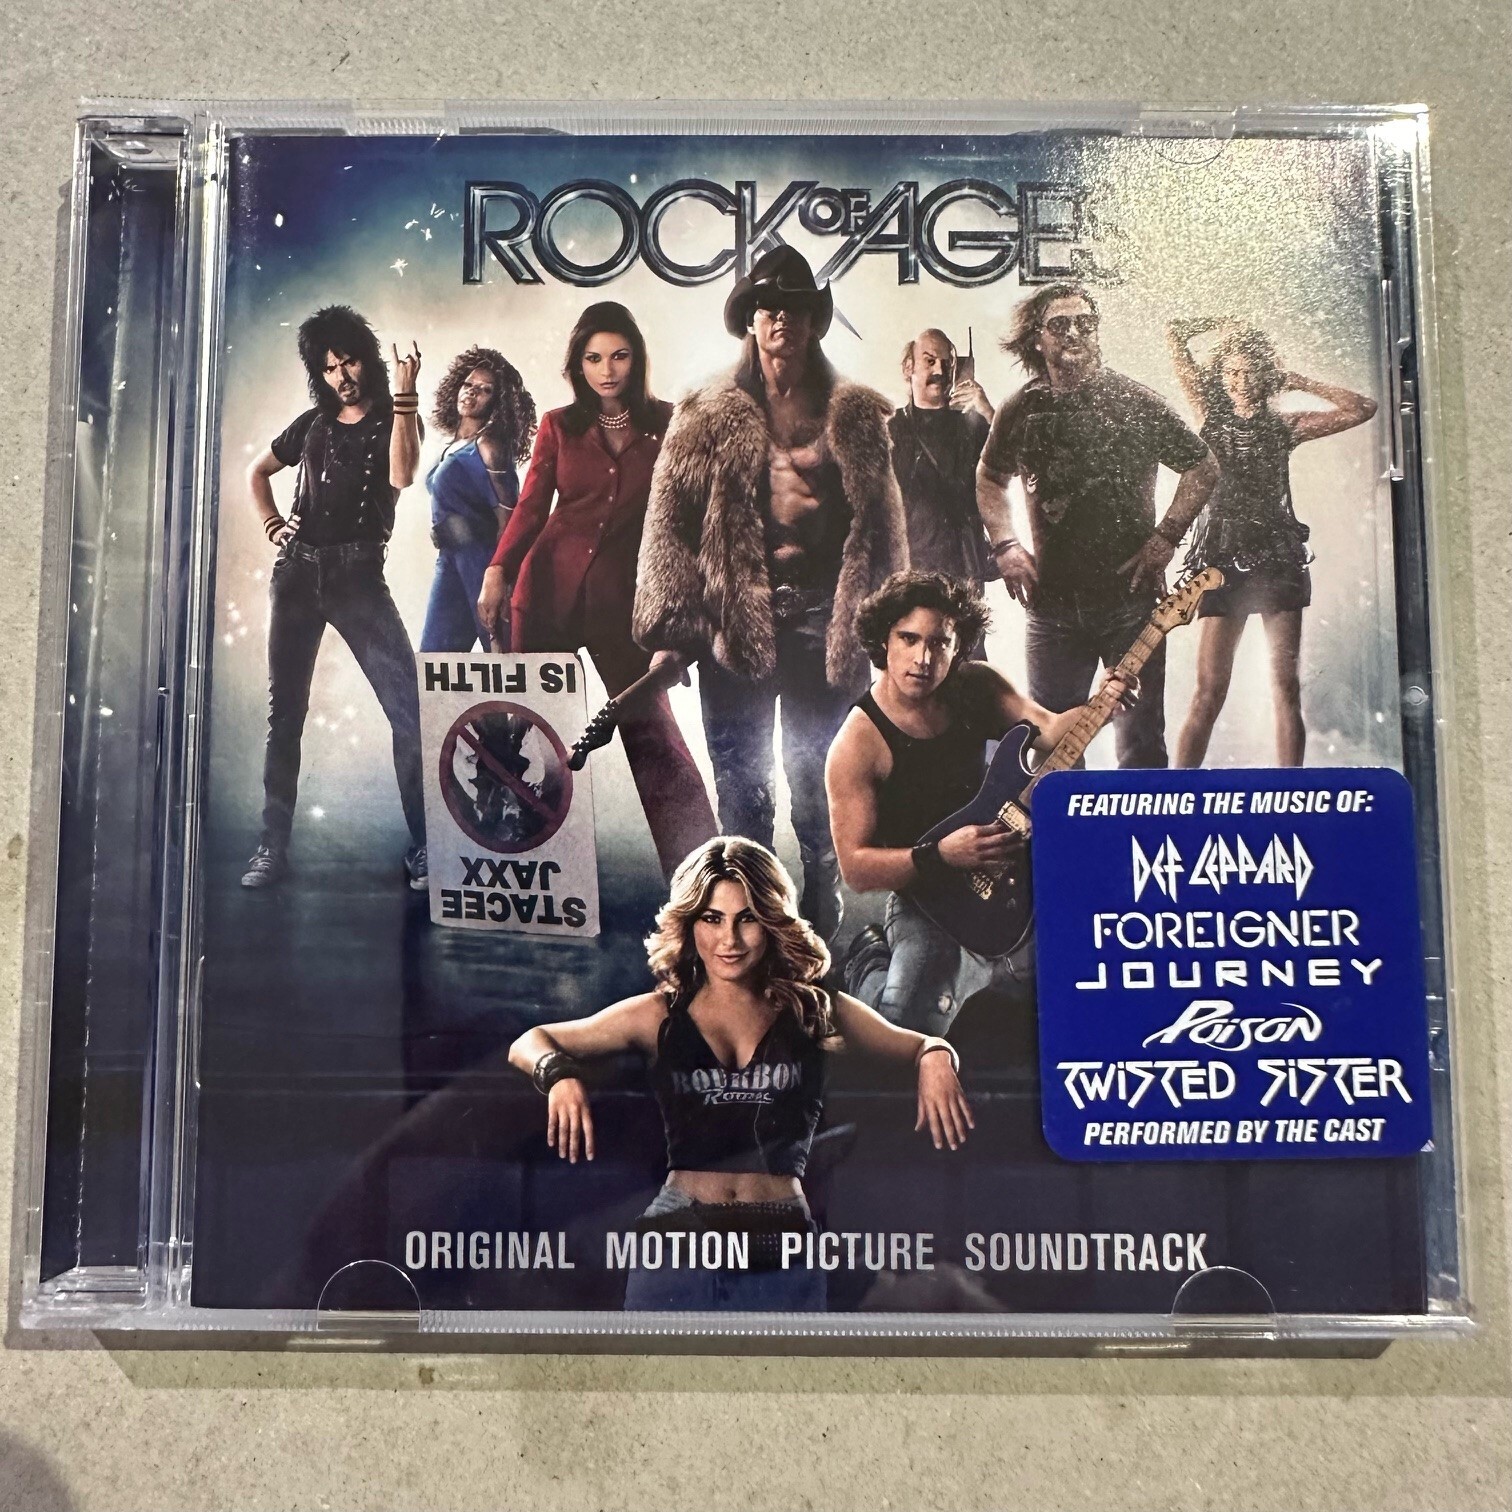 ROCK OF AGES
IS FILTH
STACEE
JAXX
FEATURING THE MUSIC OF:
DEF LEPPARD
FOREIGNER
JOURNEY
POISON
TWISTED SISTER
PERFORMED BY THE CAST
BOURBON
Room
ORIGINAL MOTION PICTURE SOUNDTRACK